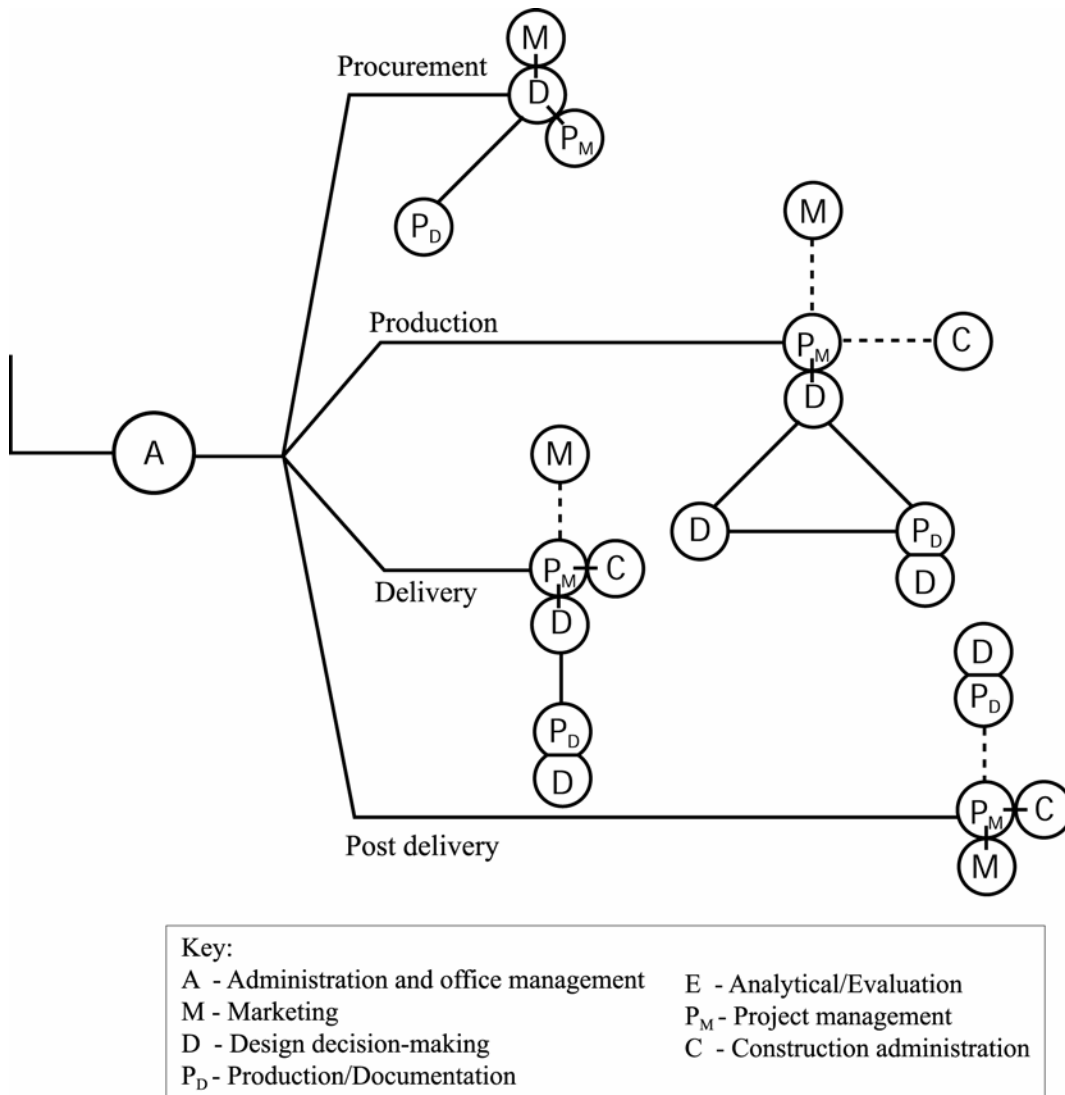 M
Procurement
D
P_M
P_D
M
Production
P_M
C
D
A
M
D
P_D
D
P_M
C
Delivery
D
D
P_D
P_D
D
P_M
C
Post delivery
M
Key:
A - Administration and office management
M - Marketing
D - Design decision-making
P_D - Production/Documentation
E - Analytical/Evaluation
P_M - Project management
C - Construction administration